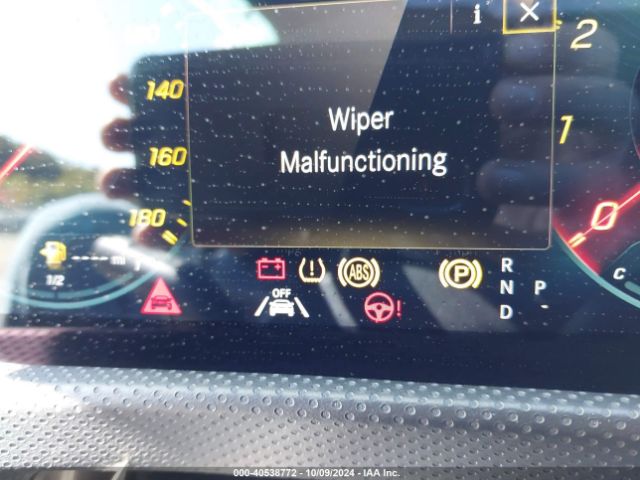 i
2
140
Wiper
Malfunctioning
1
160
180
0
--- mi
1/2
ABS
P
R
N P
D
OFF
C
000-40538772 - 10/09/2024 - IAA Inc.